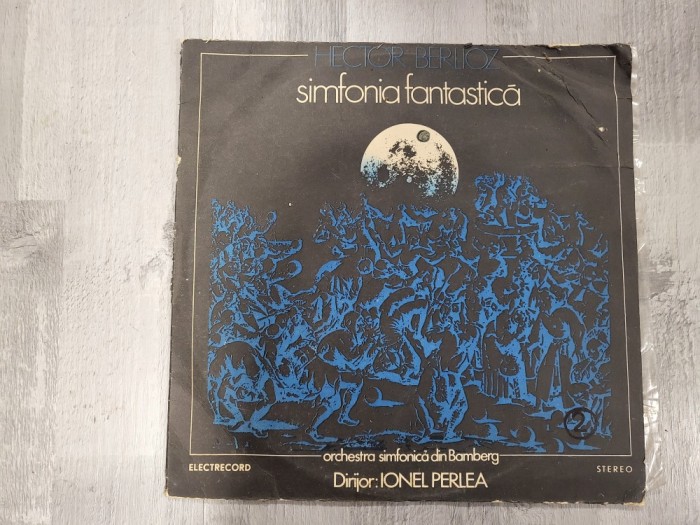 HECTOR BERLIOZ
simfonia fantastică
2
orchestra simfonică din Bamberg
ELECTRECORD
STEREO
Dirijor: IONEL PERLEA